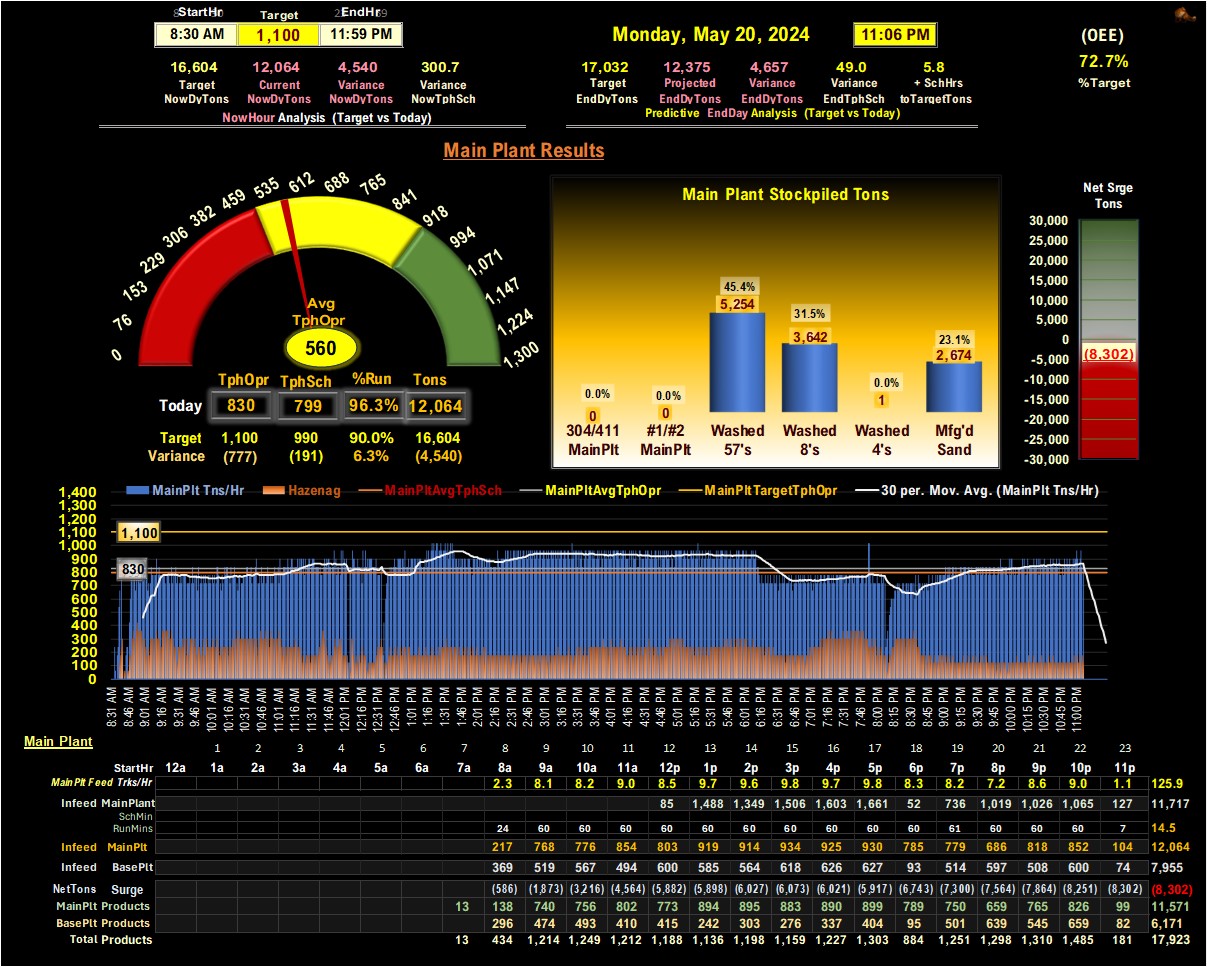 StartHr Target EndHr
8:30 AM 1,100 11:59 PM
Monday, May 20, 2024 11:06 PM
(OEE)
72.7%
%Target
16,604 12,064 4,540 300.7
Target Current Variance Variance
NowDyTons NowDyTons NowDyTons NowTphSch
NowHour Analysis (Target vs Today)
17,032 12,375 4,657 49.0 5.8
Target Projected Variance Variance + SchHrs
EndDyTons EndDyTons EndDyTons EndTphSch toTargetTons
Predictive EndDay Analysis (Target vs Today)
Main Plant Results
0 76 153 229 306 382 459 535 612 688 765 841 918 994 1,071 1,147 1,224 1,300
Avg
TphOpr
560
TphOpr TphSch %Run Tons
Today 830 799 96.3% 12,064
Target 1,100 990 90.0% 16,604
Variance (777) (191) 6.3% (4,540)
Main Plant Stockpiled Tons
0.0% 0.0% 45.4% 31.5% 0.0% 23.1%
0 0 5,254 3,642 1 2,674
304/411 #1/#2 Washed Washed Washed Mfg'd
MainPlt MainPlt 57's 8's 4's Sand
Net Srge
Tons
30,000
25,000
20,000
15,000
10,000
5,000
0
-5,000
-10,000
-15,000
-20,000
-25,000
-30,000
(8,302)
MainPlt Tns/Hr Hazenag MainPltAvgTphSch MainPltAvgTphOpr MainPltTargetTphOpr 30 per. Mov. Avg. (MainPlt Tns/Hr)
1,400
1,300
1,200
1,100
1,000
900
800
700
600
500
400
300
200
100
0
1,100
830
8:31 AM 8:46 AM 9:01 AM 9:16 AM 9:31 AM 9:46 AM 10:01 AM 10:16 AM 10:31 AM 10:46 AM 11:01 AM 11:16 AM 11:31 AM 11:46 AM 12:01 PM 12:16 PM 12:31 PM 12:46 PM 1:01 PM 1:16 PM 1:31 PM 1:46 PM 2:01 PM 2:16 PM 2:31 PM 2:46 PM 3:01 PM 3:16 PM 3:31 PM 3:46 PM 4:01 PM 4:16 PM 4:31 PM 4:46 PM 5:01 PM 5:16 PM 5:31 PM 5:46 PM 6:01 PM 6:16 PM 6:31 PM 6:46 PM 7:01 PM 7:16 PM 7:31 PM 7:46 PM 8:00 PM 8:15 PM 8:30 PM 8:45 PM 9:00 PM 9:15 PM 9:30 PM 9:45 PM 10:00 PM 10:15 PM 10:30 PM 10:45 PM 11:00 PM
Main Plant 1 2 3 4 5 6 7 8 9 10 11 12 13 14 15 16 17 18 19 20 21 22 23
StartHr 12a 1a 2a 3a 4a 5a 6a 7a 8a 9a 10a 11a 12p 1p 2p 3p 4p 5p 6p 7p 8p 9p 10p 11p
MainPlt Feed Trks/Hr 2.3 8.1 8.2 9.0 8.5 9.7 9.6 9.8 9.7 9.8 8.3 8.2 7.2 8.6 9.0 1.1 125.9
Infeed MainPlant 85 1,488 1,349 1,506 1,603 1,661 52 736 1,019 1,026 1,065 127 11,717
SchMin
RunMins 24 60 60 60 60 60 60 60 60 60 60 61 60 60 60 7 14.5
Infeed MainPlt 217 768 776 854 803 919 914 934 925 930 785 779 686 818 852 104 12,064
Infeed BasePlt 369 519 567 494 600 585 564 618 626 627 93 514 597 508 600 74 7,955
NetTons Surge (586) (1,873) (3,216) (4,564) (5,882) (5,898) (6,027) (6,073) (6,021) (5,917) (6,743) (7,300) (7,564) (7,864) (8,251) (8,302) (8,302)
MainPlt Products 13 138 740 756 802 773 894 895 883 890 899 789 750 659 765 826 99 11,571
BasePlt Products 296 474 493 410 415 242 303 276 337 404 95 501 639 545 659 82 6,171
Total Products 13 434 1,214 1,249 1,212 1,188 1,136 1,198 1,159 1,227 1,303 884 1,251 1,298 1,310 1,485 181 17,923